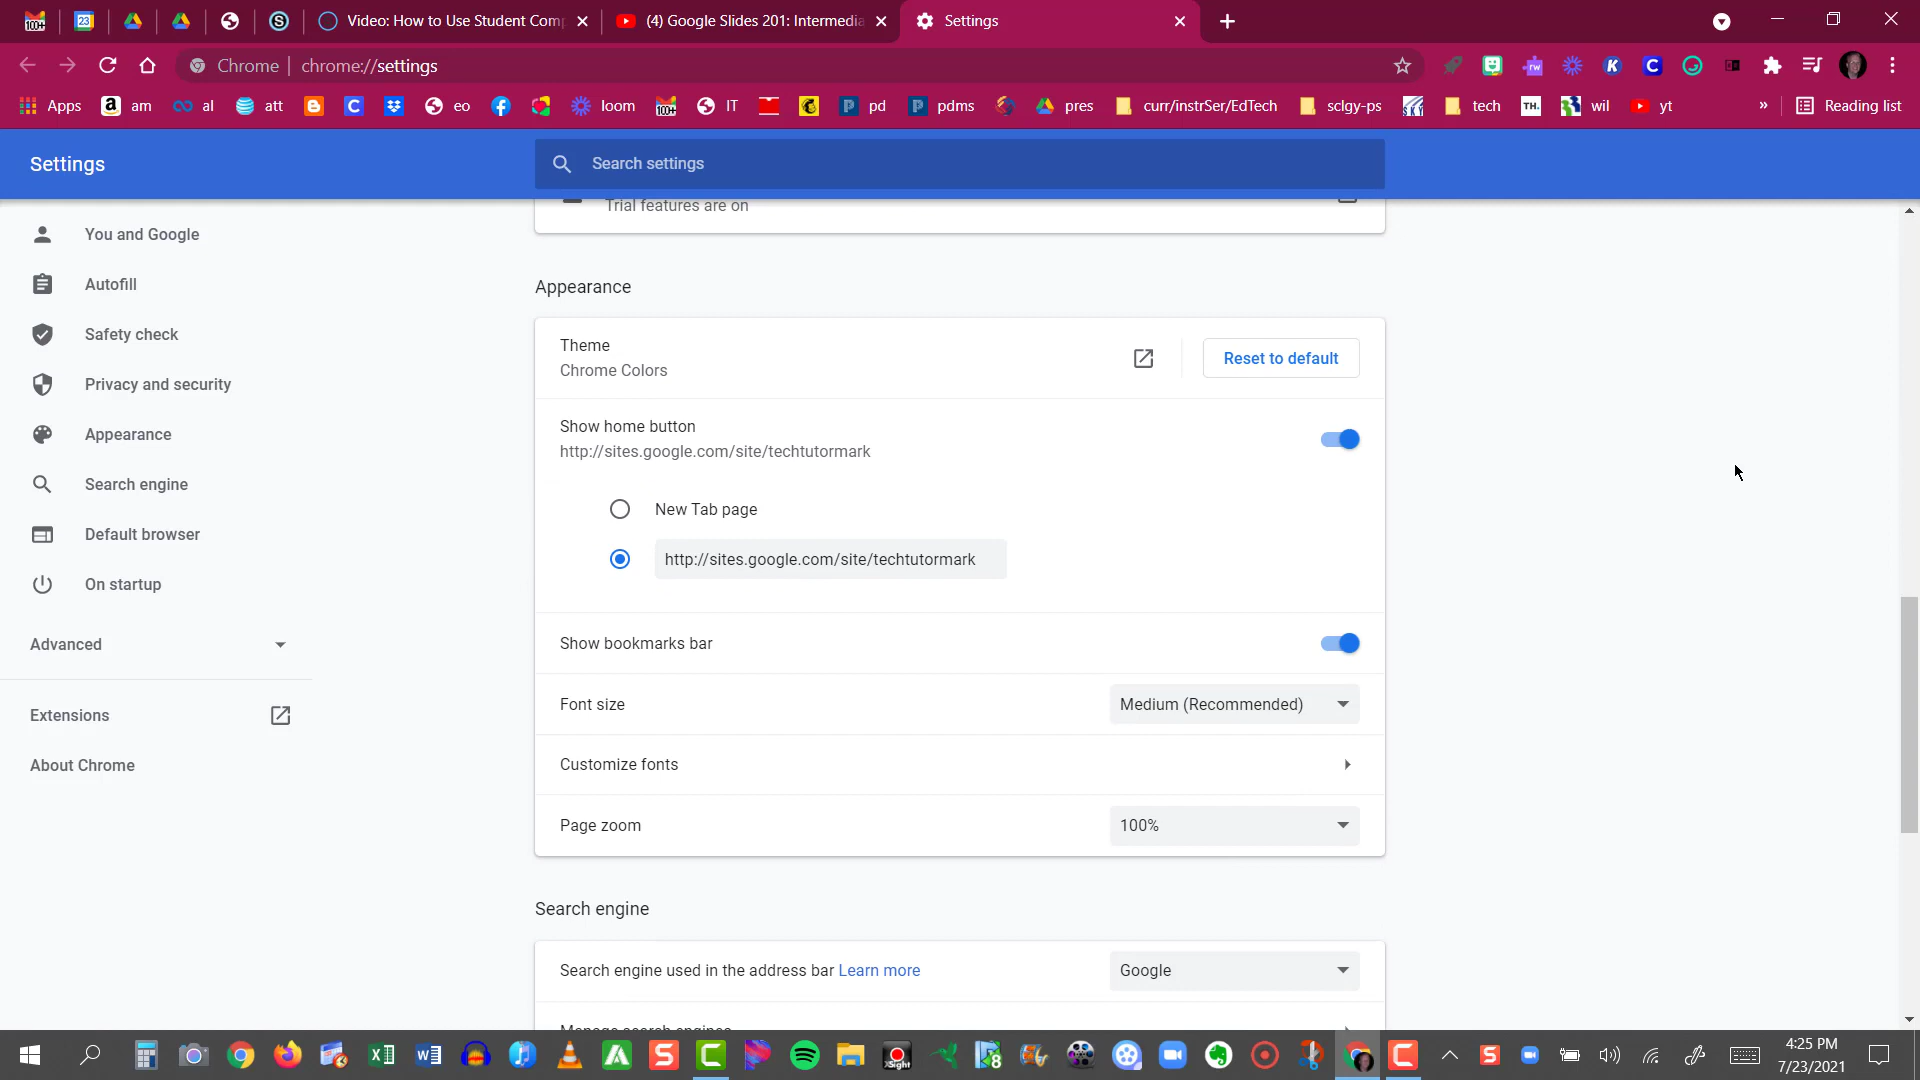 Video: How to Use Student Comp
(4) Google Slides 201: Intermedia
Settings
Chrome | chrome://settings
Apps am al att eo loom IT pd pdms pres curr/instrSer/EdTech sclgy-ps tech TH. wil yt » Reading list
Settings
Search settings
Trial features are on
You and Google
Autofill
Safety check
Privacy and security
Appearance
Search engine
Default browser
On startup
Advanced
Extensions
About Chrome
Appearance
Theme
Chrome Colors
Reset to default
Show home button
http://sites.google.com/site/techtutormark
New Tab page
http://sites.google.com/site/techtutormark
Show bookmarks bar
Font size
Medium (Recommended)
Customize fonts
Page zoom
100%
Search engine
Search engine used in the address bar Learn more
Google
Manage search engines
4:25 PM
7/23/2021